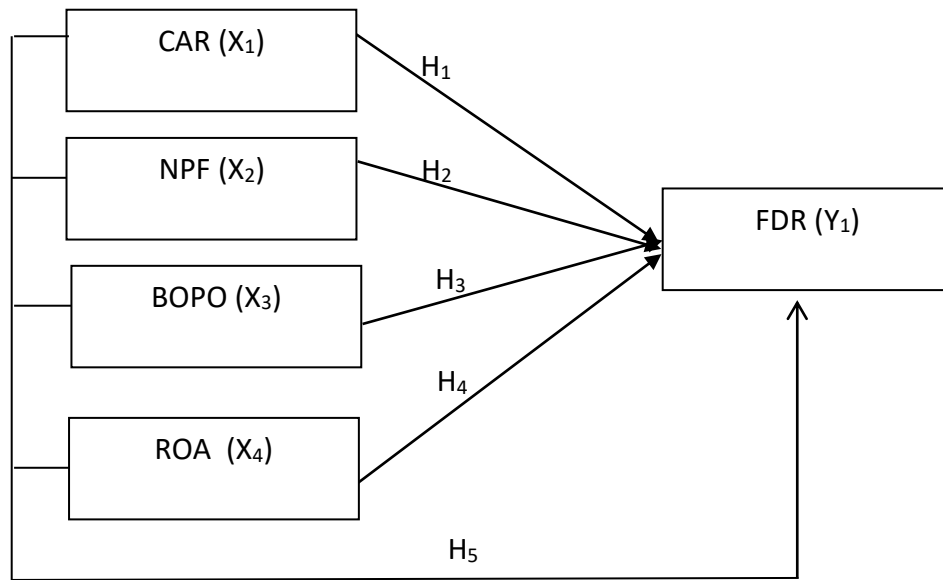 CAR (X₁)
H₁
NPF (X₂)
H₂
FDR (Y₁)
BOPO (X₃)
H₃
H₄
ROA (X₄)
H₅